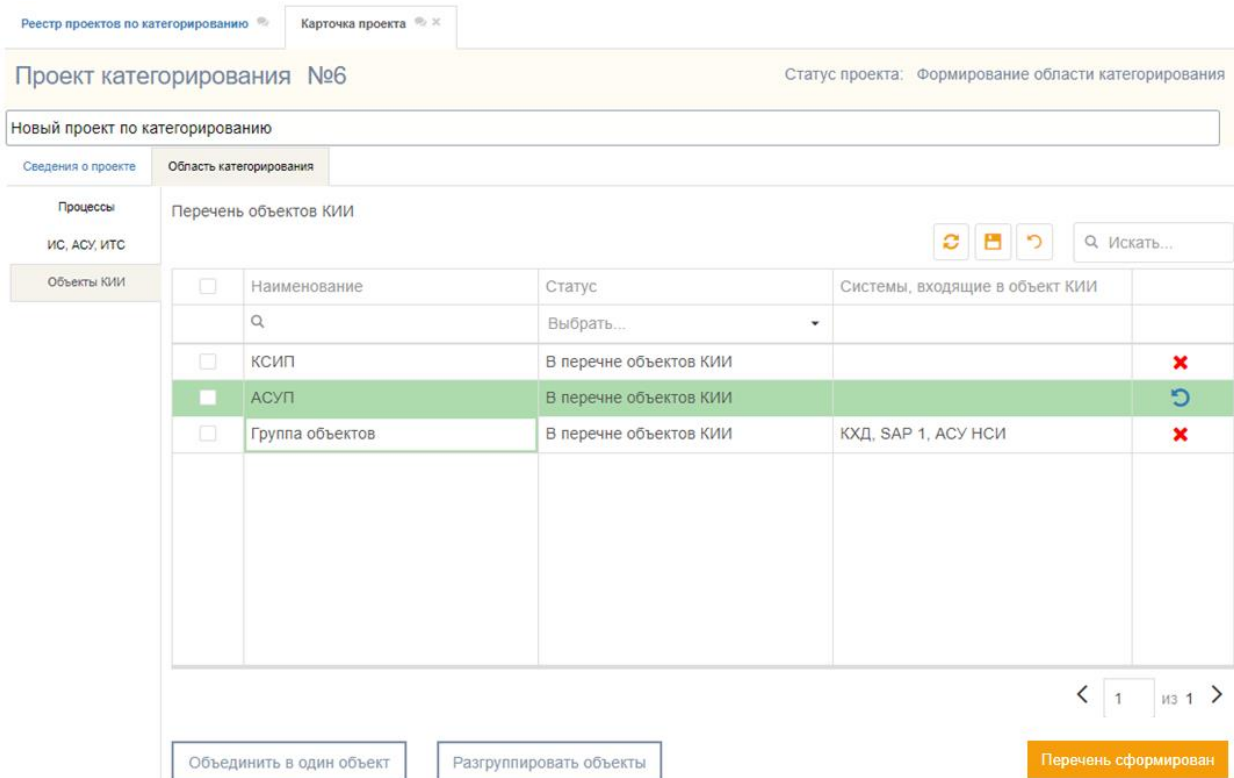 Реестр проектов по категорированию Карточка проекта
Проект категорирования №6 Статус проекта: Формирование области категорирования
Новый проект по категорированию
Сведения о проекте Область категорирования
Процессы
ИС, АСУ, ИТС
Объекты КИИ
Перечень объектов КИИ
Искать...
Наименование Статус Системы, входящие в объект КИИ
Выбрать...
КСИП В перечне объектов КИИ
АСУП В перечне объектов КИИ
Группа объектов В перечне объектов КИИ КХД, SAP 1, АСУ НСИ
1 из 1
Объединить в один объект Разгруппировать объекты Перечень сформирован